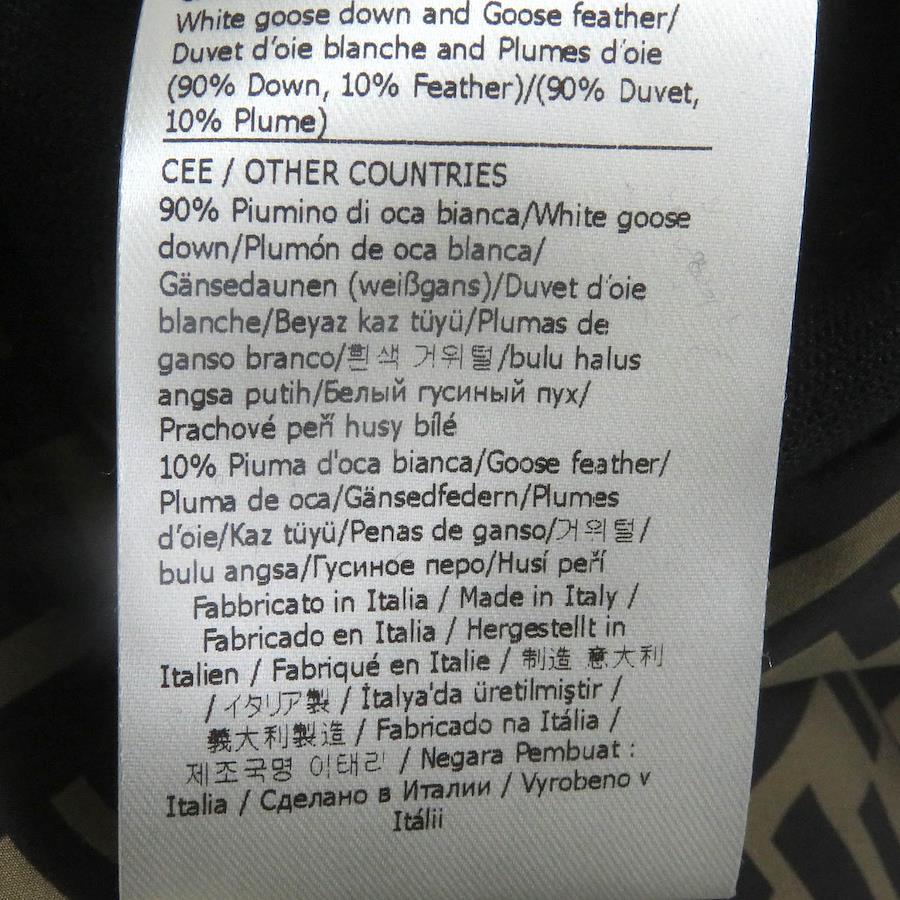 White goose down and Goose feather/
Duvet d'oie blanche and Plumes d'oie
(90% Down, 10% Feather)/(90% Duvet,
10% Plume)
CEE / OTHER COUNTRIES
90% Piumino di oca bianca/White goose
down/Plumón de oca blanca/
Gänsedaunen (weißgans)/Duvet d'oie
blanche/Beyaz kaz tüyü/Plumas de
ganso branco/흰색 거위털/bulu halus
angsa putih/Белый гусиный пух/
Prachové peří husy bílé
10% Piuma d'oca bianca/Goose feather/
Pluma de oca/Gänsedfedern/Plumes
d'oie/Kaz tüyü/Penas de ganso/거위털/
bulu angsa/Гусиное перо/Husí peří
Fabbricato in Italia / Made in Italy /
Fabricado en Italia / Hergestellt in
Italien / Fabriqué en Italie / 制造 意大利
/ イタリア製 / İtalya'da üretilmiştir /
義大利製造 / Fabricado na Itália /
제조국명 이태리 / Negara Pembuat :
Italia / Сделано в Италии / Vyrobeno v
Itálii